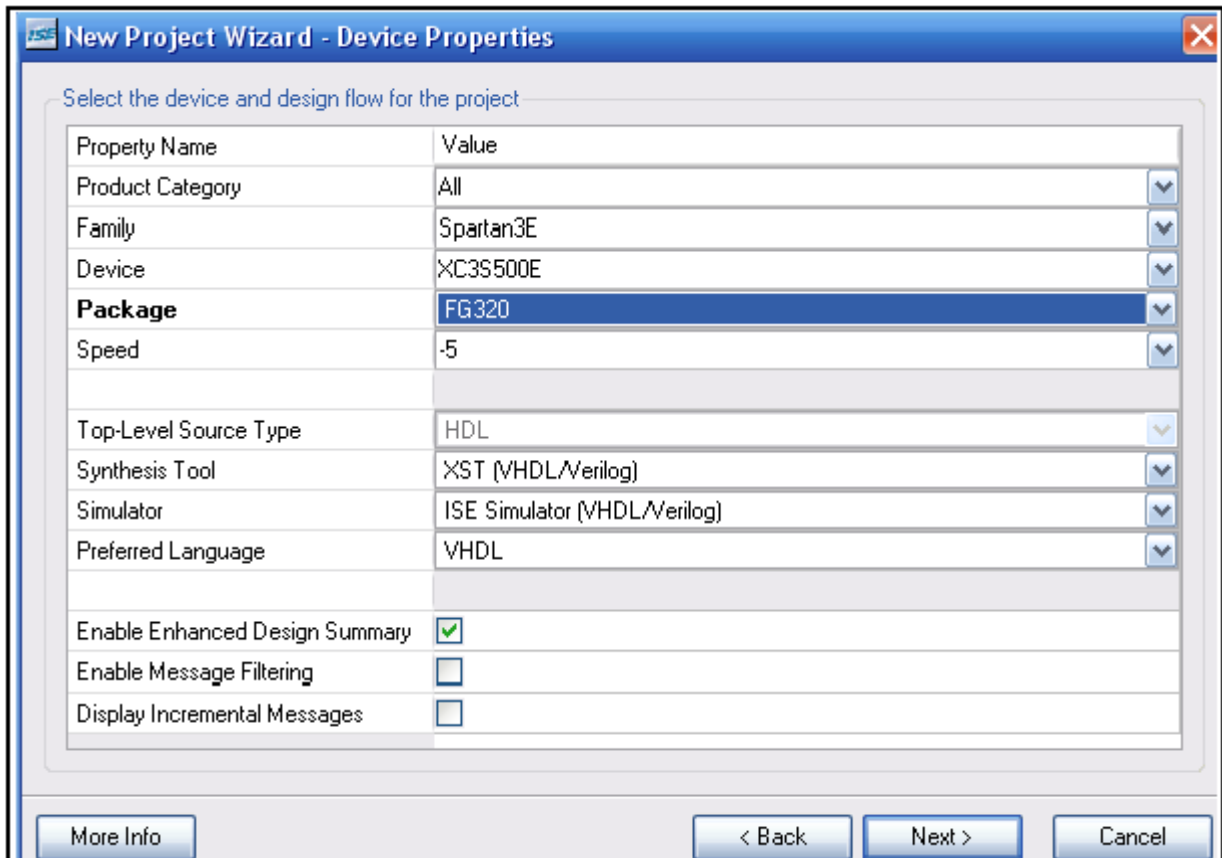 ISE New Project Wizard - Device Properties
Select the device and design flow for the project
Property Name Value
Product Category All
Family Spartan3E
Device XC3S500E
Package FG320
Speed -5
Top-Level Source Type HDL
Synthesis Tool XST (VHDL/Verilog)
Simulator ISE Simulator (VHDL/Verilog)
Preferred Language VHDL
Enable Enhanced Design Summary
Enable Message Filtering
Display Incremental Messages
More Info < Back Next > Cancel